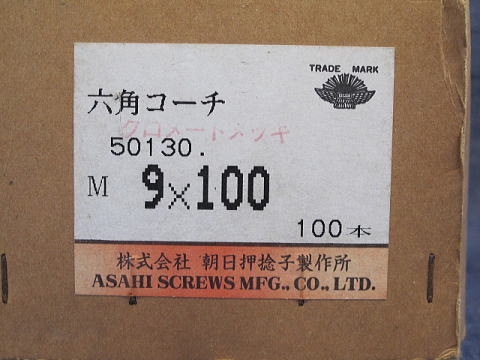 TRADE MARK
六角コーチ
クロメートメッキ
50130.
M 9×100
100本
株式会社 朝日押捻子製作所
ASAHI SCREWS MFG., CO., LTD.